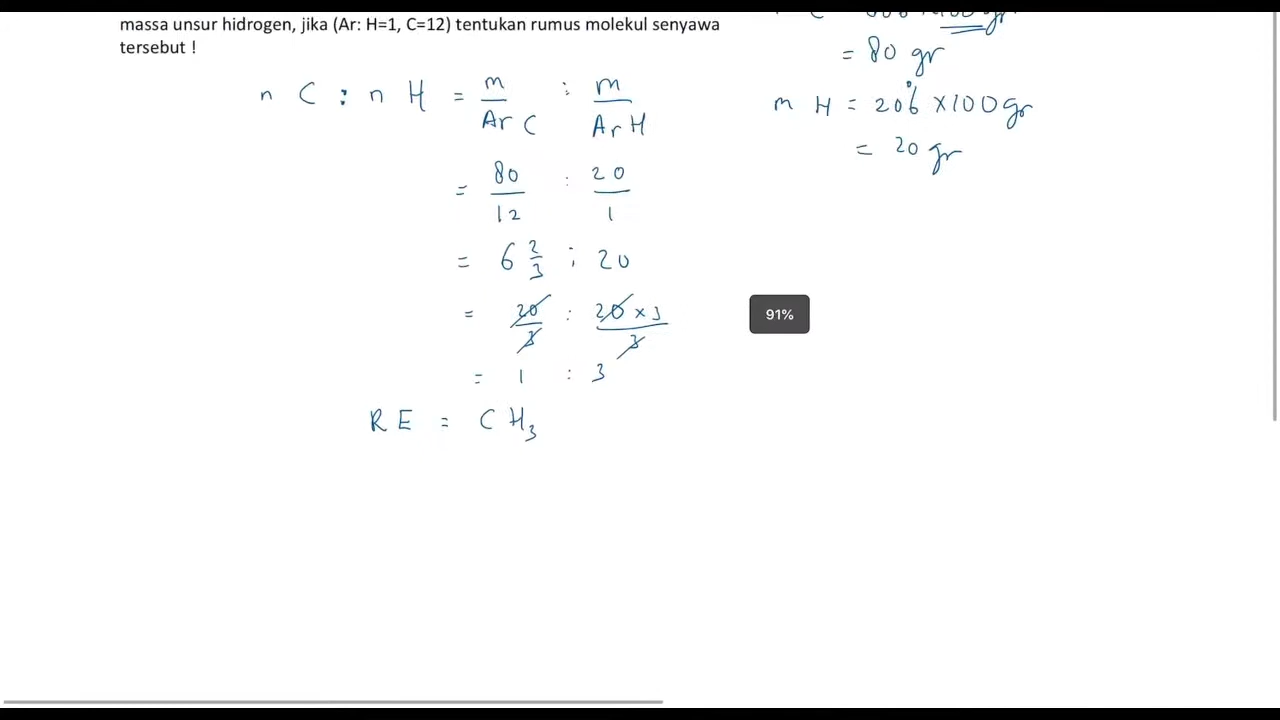 massa unsur hidrogen, jika (Ar: H=1, C=12) tentukan rumus molekul senyawa
tersebut !
= 80 gr
n C : n H = m/Ar C : m/Ar H
m H = 20% × 100 gr
= 20 gr
= 80/12 : 20/1
= 6 2/3 : 20
= 20/3 : 20 × 3/3
91%
= 1 : 3
RE = CH3